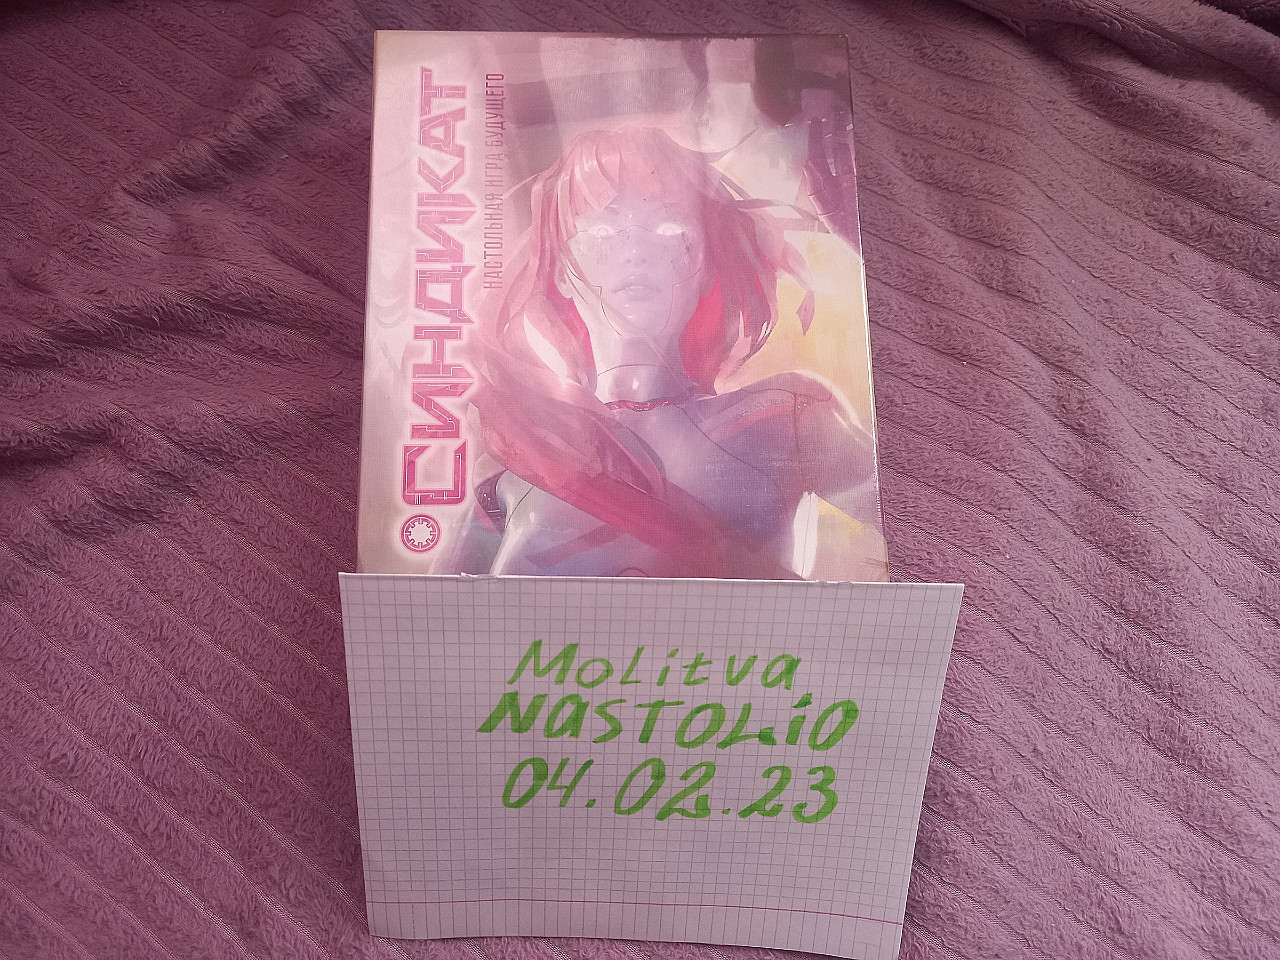 СИНДИКАТ
НАСТОЛЬНАЯ ИГРА БУДУЩЕГО
Molitva
NASTOLiO
04.02.23